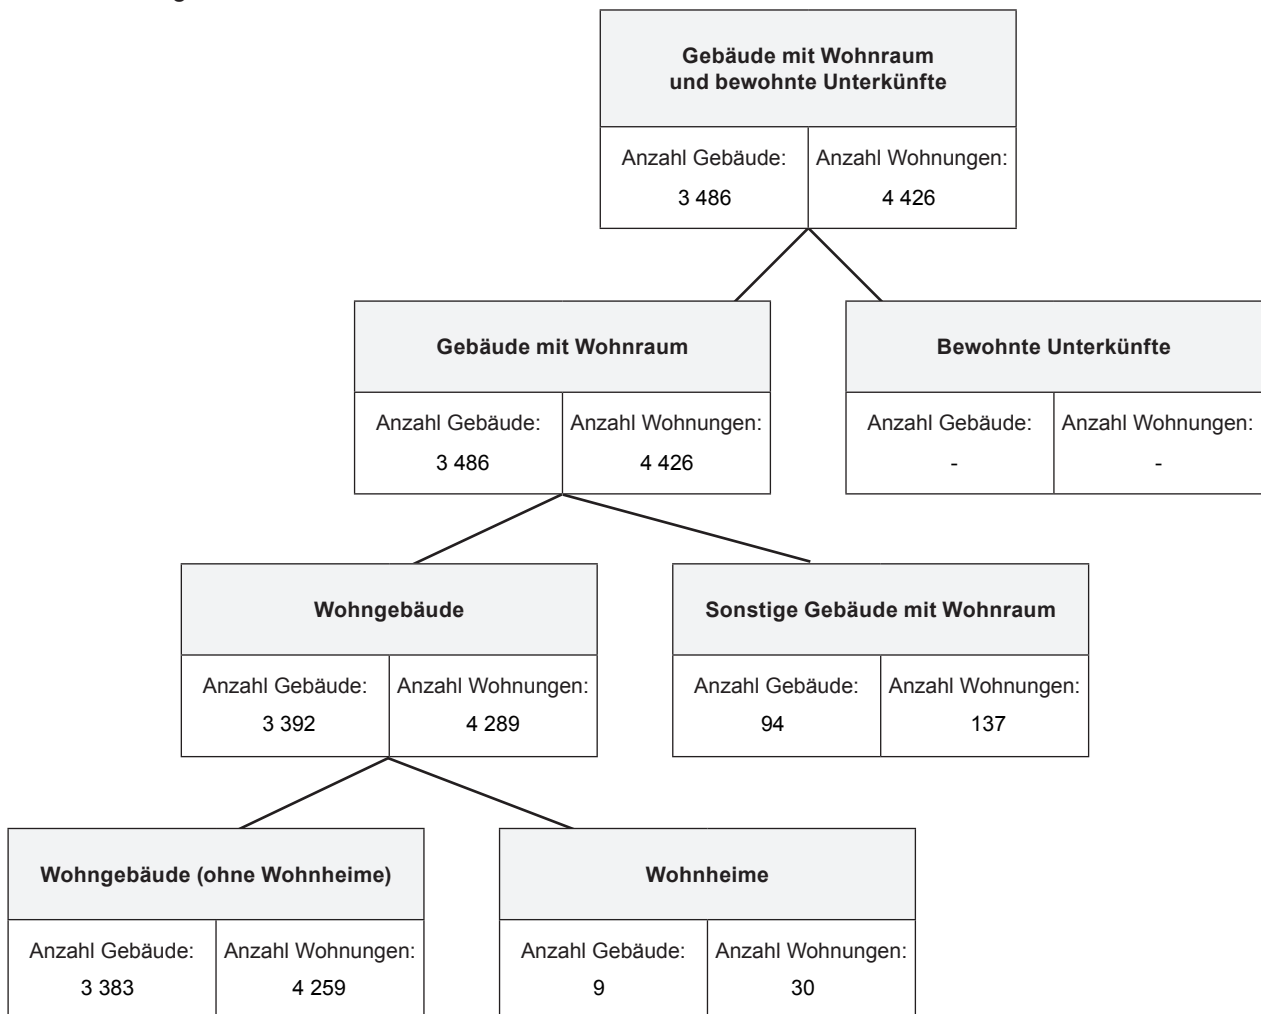 Gebäude mit Wohnraum
und bewohnte Unterkünfte
Anzahl Gebäude: Anzahl Wohnungen:
3 486 4 426
Gebäude mit Wohnraum
Anzahl Gebäude: Anzahl Wohnungen:
3 486 4 426
Bewohnte Unterkünfte
Anzahl Gebäude: Anzahl Wohnungen:
- -
Wohngebäude
Anzahl Gebäude: Anzahl Wohnungen:
3 392 4 289
Sonstige Gebäude mit Wohnraum
Anzahl Gebäude: Anzahl Wohnungen:
94 137
Wohngebäude (ohne Wohnheime)
Anzahl Gebäude: Anzahl Wohnungen:
3 383 4 259
Wohnheime
Anzahl Gebäude: Anzahl Wohnungen:
9 30